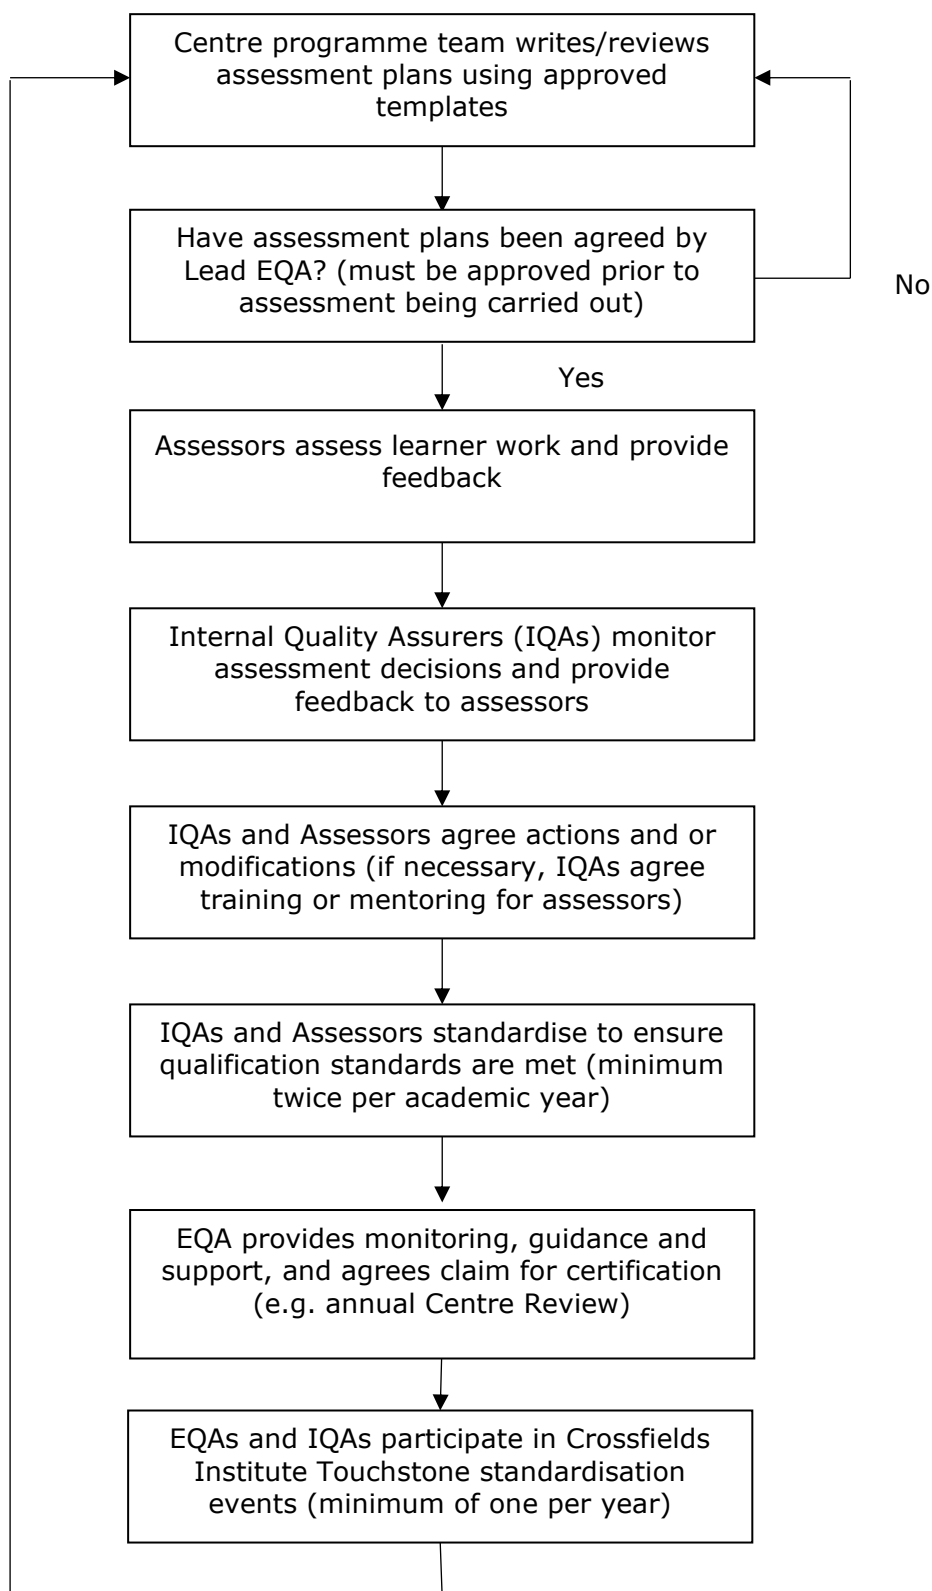 Centre programme team writes/reviews
assessment plans using approved
templates
Have assessment plans been agreed by
Lead EQA? (must be approved prior to
assessment being carried out)
No
Yes
Assessors assess learner work and provide
feedback
Internal Quality Assurers (IQAs) monitor
assessment decisions and provide
feedback to assessors
IQAs and Assessors agree actions and or
modifications (if necessary, IQAs agree
training or mentoring for assessors)
IQAs and Assessors standardise to ensure
qualification standards are met (minimum
twice per academic year)
EQA provides monitoring, guidance and
support, and agrees claim for certification
(e.g. annual Centre Review)
EQAs and IQAs participate in Crossfields
Institute Touchstone standardisation
events (minimum of one per year)